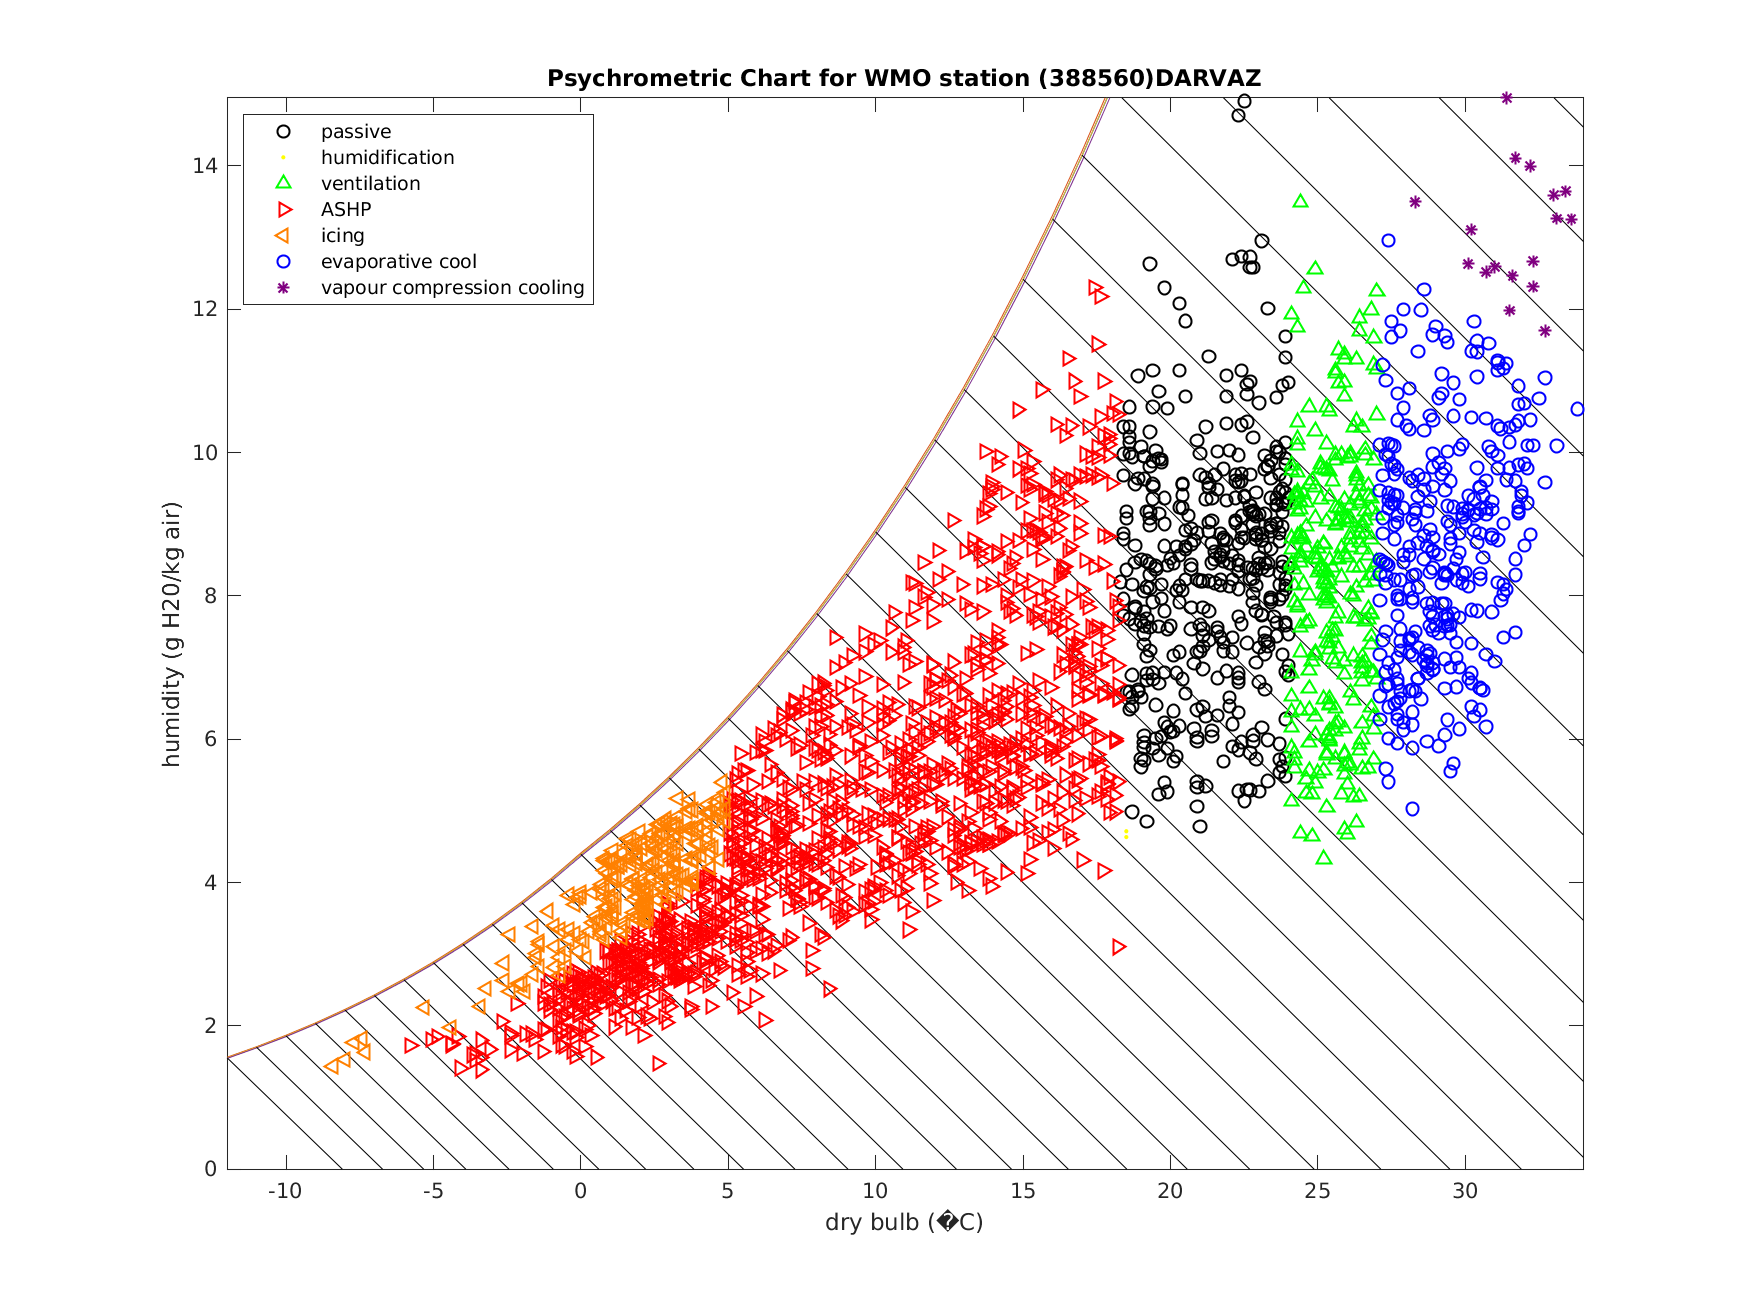 Psychrometric Chart for WMO station (388560)DARVAZ
passive
humidification
ventilation
ASHP
icing
evaporative cool
vapour compression cooling
humidity (g H20/kg air)
14
12
10
8
6
4
2
0
-10 -5 0 5 10 15 20 25 30
dry bulb (�C)